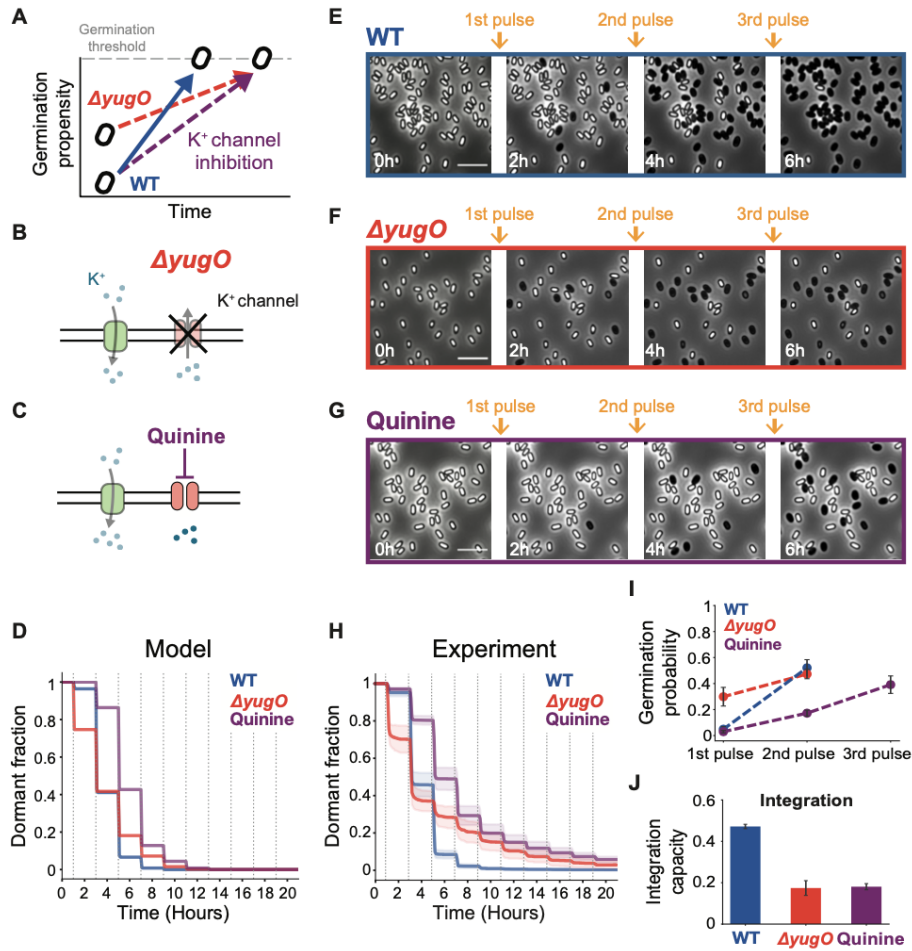 A
Germination
threshold
ΔyugO
Germination
propensity
K⁺ channel
inhibition
WT
Time
B
ΔyugO
K⁺
K⁺ channel
C
Quinine
D
Model
WT
ΔyugO
Quinine
Dormant fraction
1
0.8
0.6
0.4
0.2
0
0 2 4 6 8 10 12 14 16 18 20
Time (Hours)
E
WT
1st pulse 2nd pulse 3rd pulse
0h 2h 4h 6h
F
ΔyugO
1st pulse 2nd pulse 3rd pulse
0h 2h 4h 6h
G
Quinine
1st pulse 2nd pulse 3rd pulse
0h 2h 4h 6h
H
Experiment
WT
ΔyugO
Quinine
Dormant fraction
1
0.8
0.6
0.4
0.2
0
0 2 4 6 8 10 12 14 16 18 20
Time (Hours)
I
WT
ΔyugO
Quinine
Germination
probability
1
0.8
0.6
0.4
0.2
0
1st pulse 2nd pulse 3rd pulse
J
Integration
Integration
capacity
0.6
0.4
0.2
0
WT ΔyugO Quinine